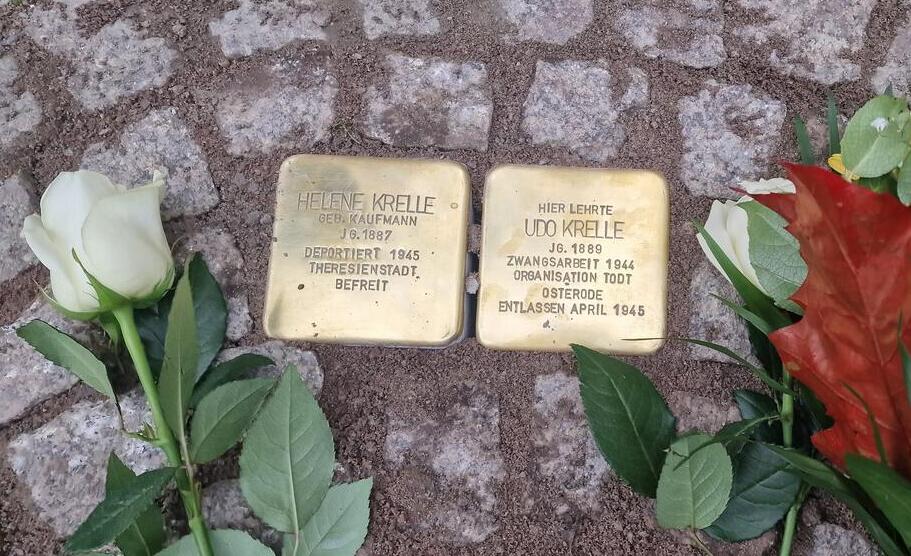 HELENE KRELLE
GEB. KAUFMANN
JG. 1887
DEPORTIERT 1945
THERESIENSTADT
BEFREIT
HIER LEHRTE
UDO KRELLE
JG. 1889
ZWANGSARBEIT 1944
ORGANISATION TODT
OSTERODE
ENTLASSEN APRIL 1945